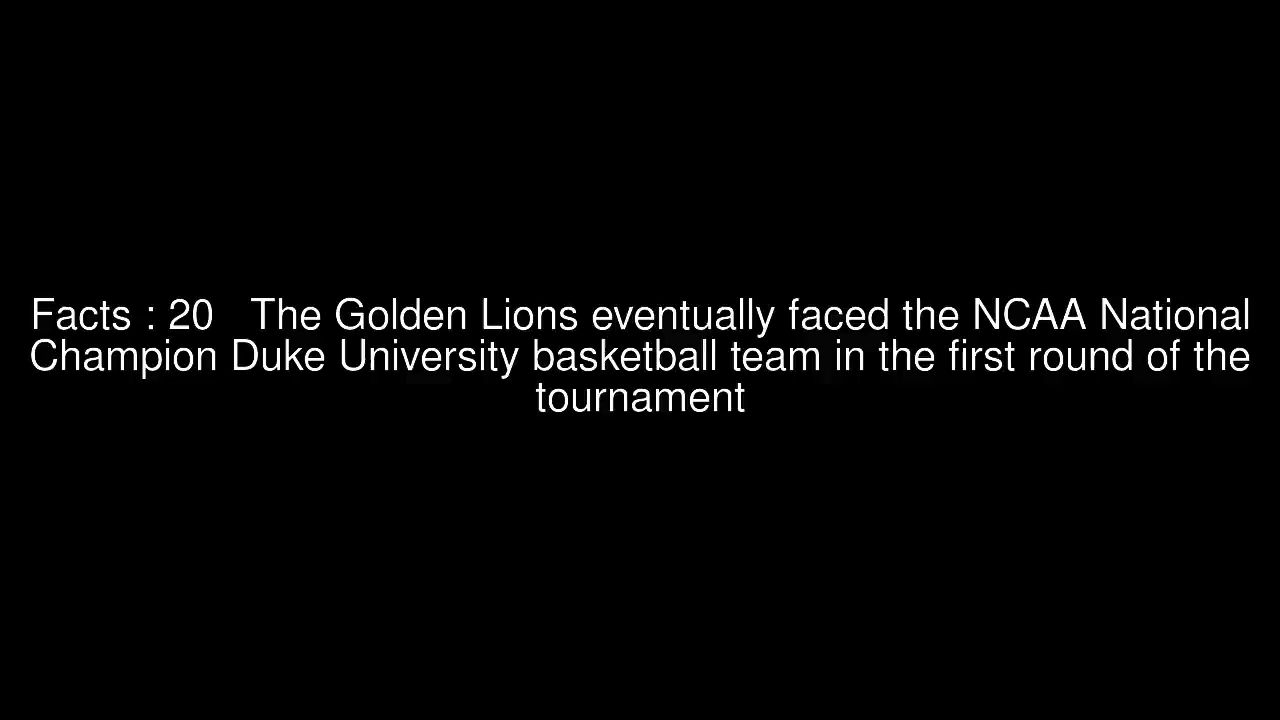 Facts : 20   The Golden Lions eventually faced the NCAA National
Champion Duke University basketball team in the first round of the
tournament